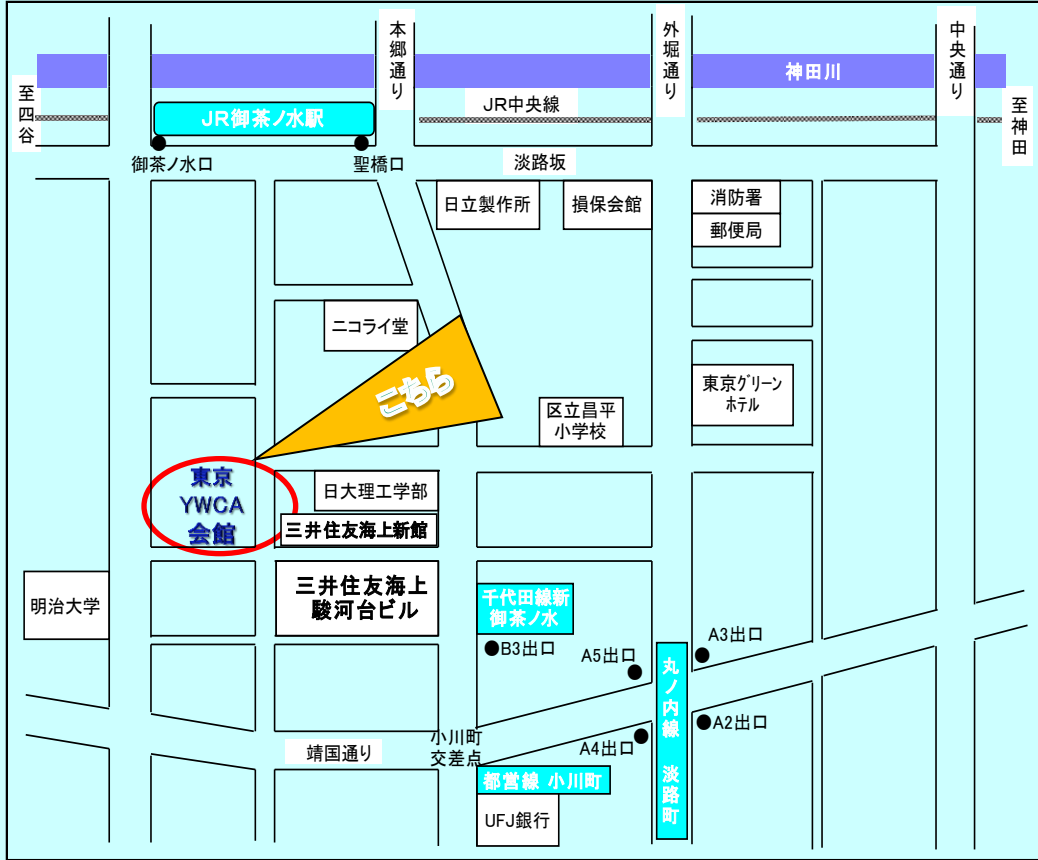 本郷通り
外堀通り
中央通り
神田川
至四谷
JR御茶ノ水駅
JR中央線
至神田
御茶ノ水口
聖橋口
淡路坂
日立製作所
損保会館
消防署
郵便局
ニコライ堂
こちら
東京グリーン
ホテル
区立昌平
小学校
東京
YWCA
会館
日大理工学部
三井住友海上新館
三井住友海上
駿河台ビル
明治大学
千代田線新
御茶ノ水
B3出口
A5出口
A3出口
丸ノ内線 淡路町
A2出口
A4出口
小川町
交差点
靖国通り
都営線 小川町
UFJ銀行